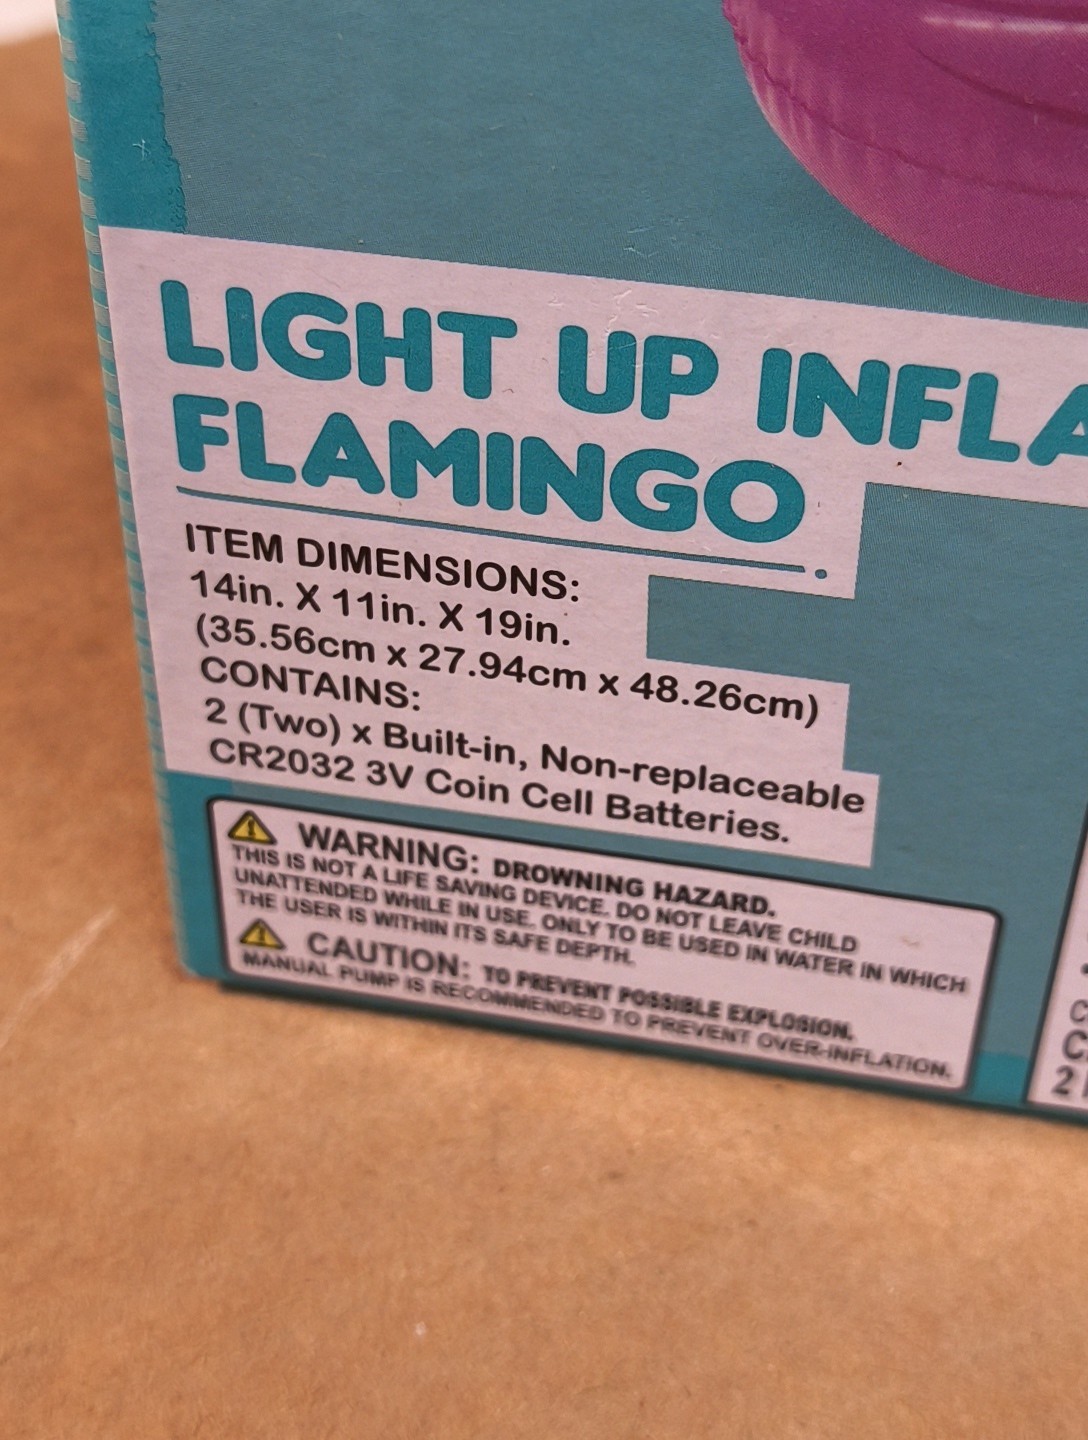 LIGHT UP INFLA
FLAMINGO
ITEM DIMENSIONS:
14in. X 11in. X 19in.
(35.56cm x 27.94cm x 48.26cm)
CONTAINS:
2 (Two) x Built-in, Non-replaceable
CR2032 3V Coin Cell Batteries.
WARNING: DROWNING HAZARD.
THIS IS NOT A LIFE SAVING DEVICE. DO NOT LEAVE CHILD
UNATTENDED WHILE IN USE. ONLY TO BE USED IN WATER IN WHICH
THE USER IS WITHIN ITS SAFE DEPTH.
CAUTION: TO PREVENT POSSIBLE EXPLOSION.
MANUAL PUMP IS RECOMMENDED TO PREVENT OVER-INFLATION.